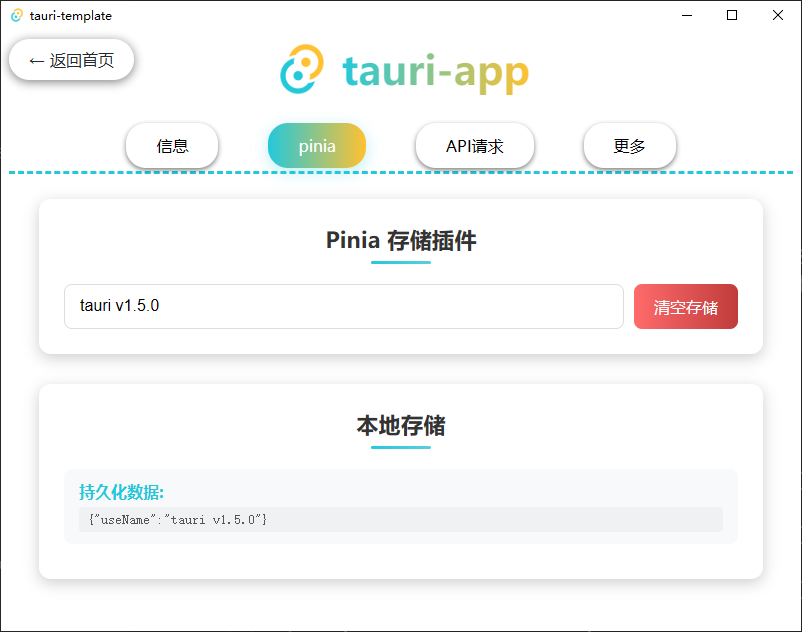 tauri-template
← 返回首页
tauri-app
信息
pinia
API请求
更多
Pinia 存储插件
tauri v1.5.0
清空存储
本地存储
持久化数据:
{"useName":"tauri v1.5.0"}